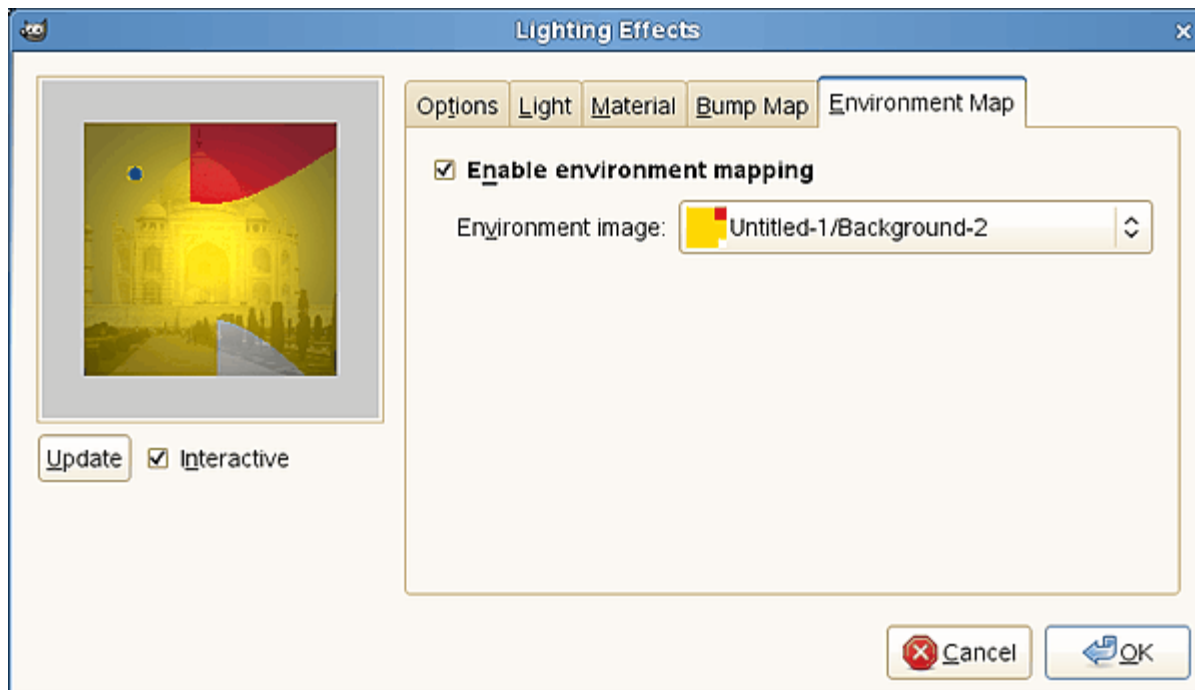 Lighting Effects
Options Light Material Bump Map Environment Map
Enable environment mapping
Environment image: Untitled-1/Background-2
Update Interactive
Cancel OK